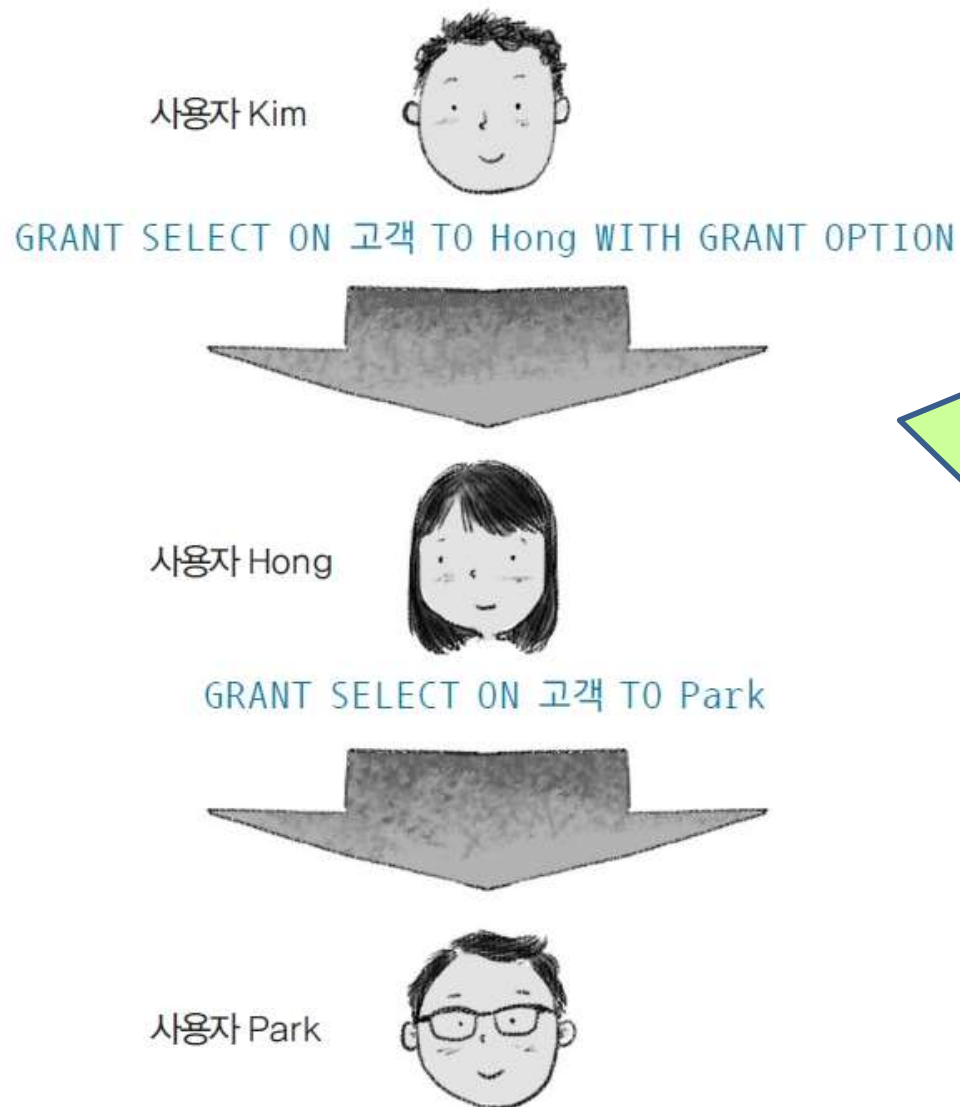 사용자 Kim
GRANT SELECT ON 고객 TO Hong WITH GRANT OPTION
사용자 Hong
GRANT SELECT ON 고객 TO Park
사용자 Park